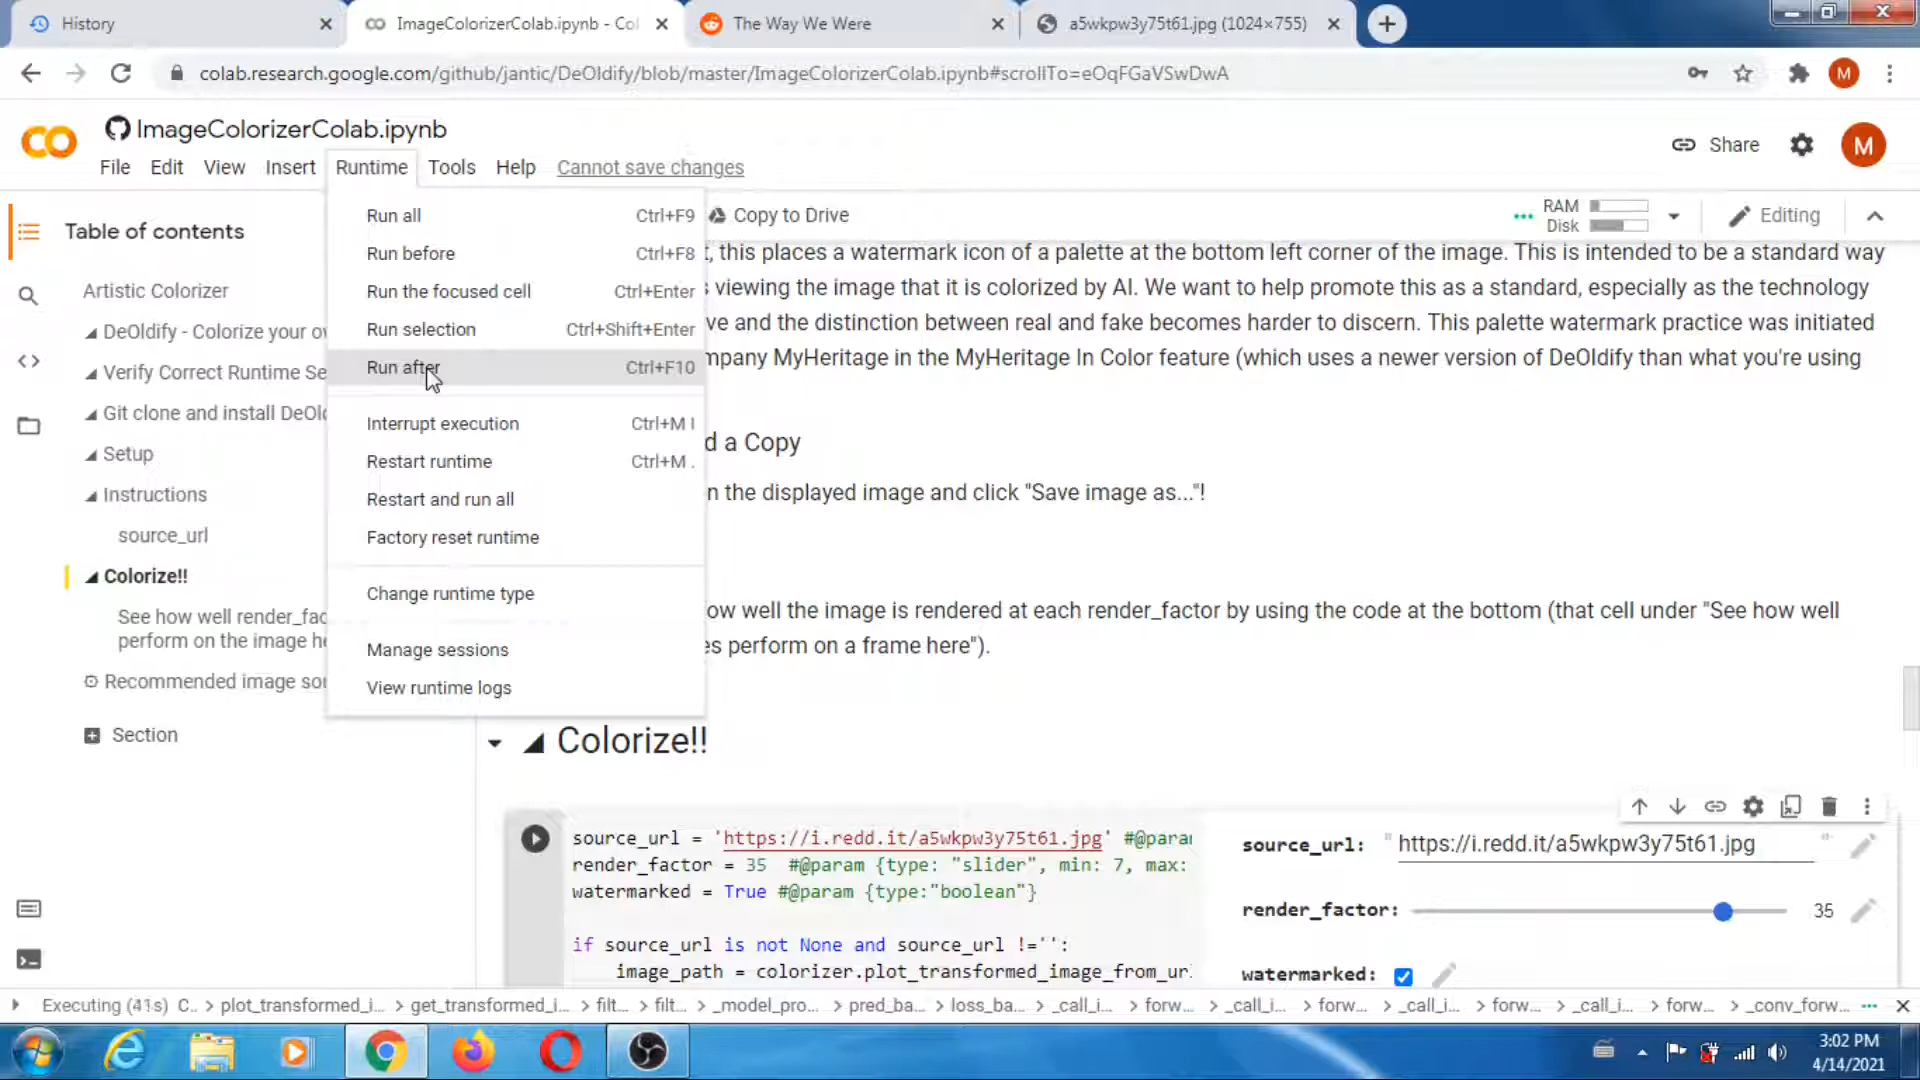 History
ImageColorizerColab.ipynb - Col
The Way We Were
a5wkpw3y75t61.jpg (1024×755)
colab.research.google.com/github/jantic/DeOldify/blob/master/ImageColorizerColab.ipynb#scrollTo=eOqFGaVSwDwA
M
CO
ImageColorizerColab.ipynb
File Edit View Insert Runtime Tools Help Cannot save changes
Share
M
Table of contents
Artistic Colorizer
DeOldify - Colorize your
Verify Correct Runtime Se
Git clone and install DeOld
Setup
Instructions
source_url
Colorize!!
See how well render_fac
perform on the image he
Recommended image sou
Section
Run all Ctrl+F9
Run before Ctrl+F8
Run the focused cell Ctrl+Enter
Run selection Ctrl+Shift+Enter
Run after Ctrl+F10
Interrupt execution Ctrl+M I
Restart runtime Ctrl+M .
Restart and run all
Factory reset runtime
Change runtime type
Manage sessions
View runtime logs
Copy to Drive
RAM
Disk
Editing
t, this places a watermark icon of a palette at the bottom left corner of the image. This is intended to be a standard way
s viewing the image that it is colorized by AI. We want to help promote this as a standard, especially as the technology
ve and the distinction between real and fake becomes harder to discern. This palette watermark practice was initiated
mpany MyHeritage in the MyHeritage In Color feature (which uses a newer version of DeOldify than what you're using
d a Copy
n the displayed image and click "Save image as..."!
ow well the image is rendered at each render_factor by using the code at the bottom (that cell under "See how well
es perform on a frame here").
Colorize!!
source_url = 'https://i.redd.it/a5wkpw3y75t61.jpg' #@param
render_factor = 35 #@param {type: "slider", min: 7, max:
watermarked = True #@param {type:"boolean"}
if source_url is not None and source_url !='':
image_path = colorizer.plot_transformed_image_from_ur
source_url: " https://i.redd.it/a5wkpw3y75t61.jpg "
render_factor: 35
watermarked:
Executing (41s) C.. > plot_transformed_i... > get_transformed_i... > filt... > filt... > _model_pro... > pred_ba... > loss_ba... > _call_i... > forw... > _call_i... > forw... > _call_i... > forw... > _call_i... > forw... > _conv_forw...
3:02 PM
4/14/2021